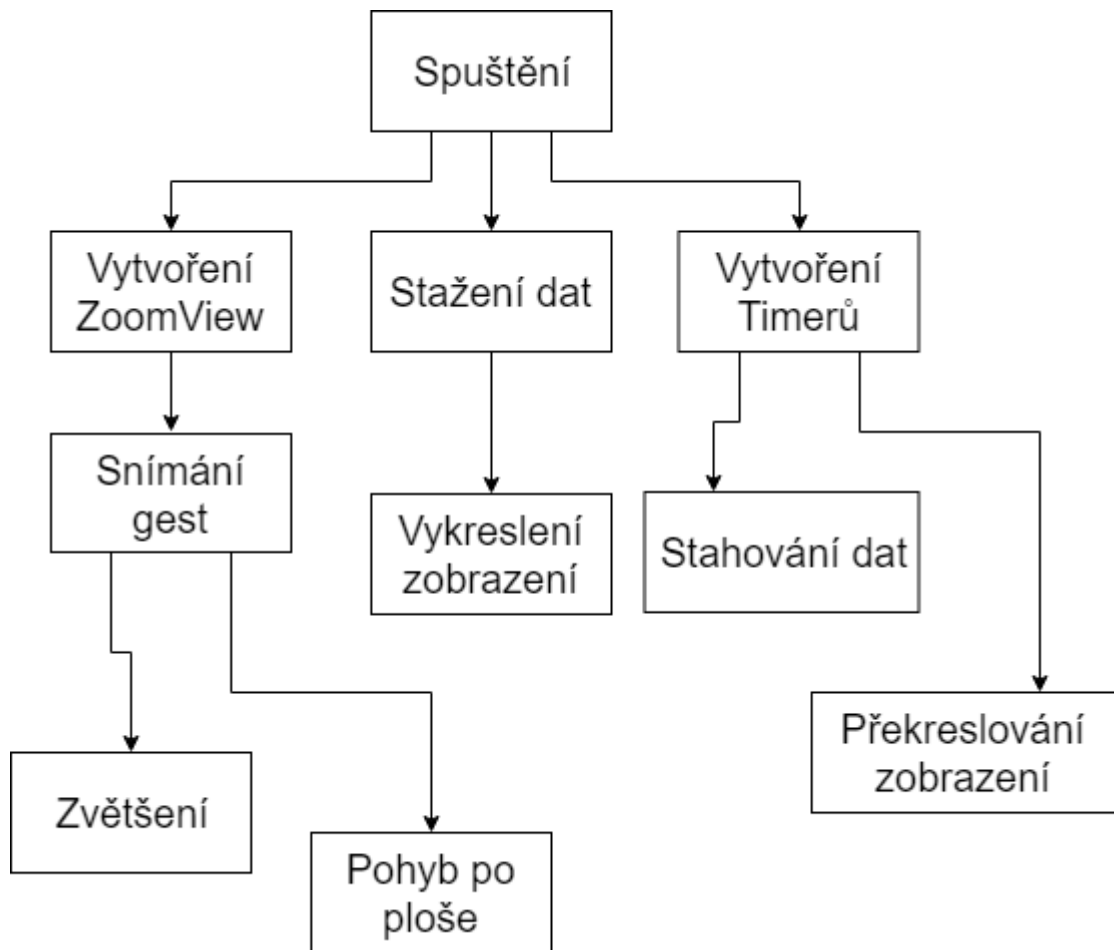 Spuštění
Vytvoření
ZoomView
Stažení dat
Vytvoření
Timerů
Snímání
gest
Vykreslení
zobrazení
Stahování dat
Překreslování
zobrazení
Zvětšení
Pohyb po
ploše